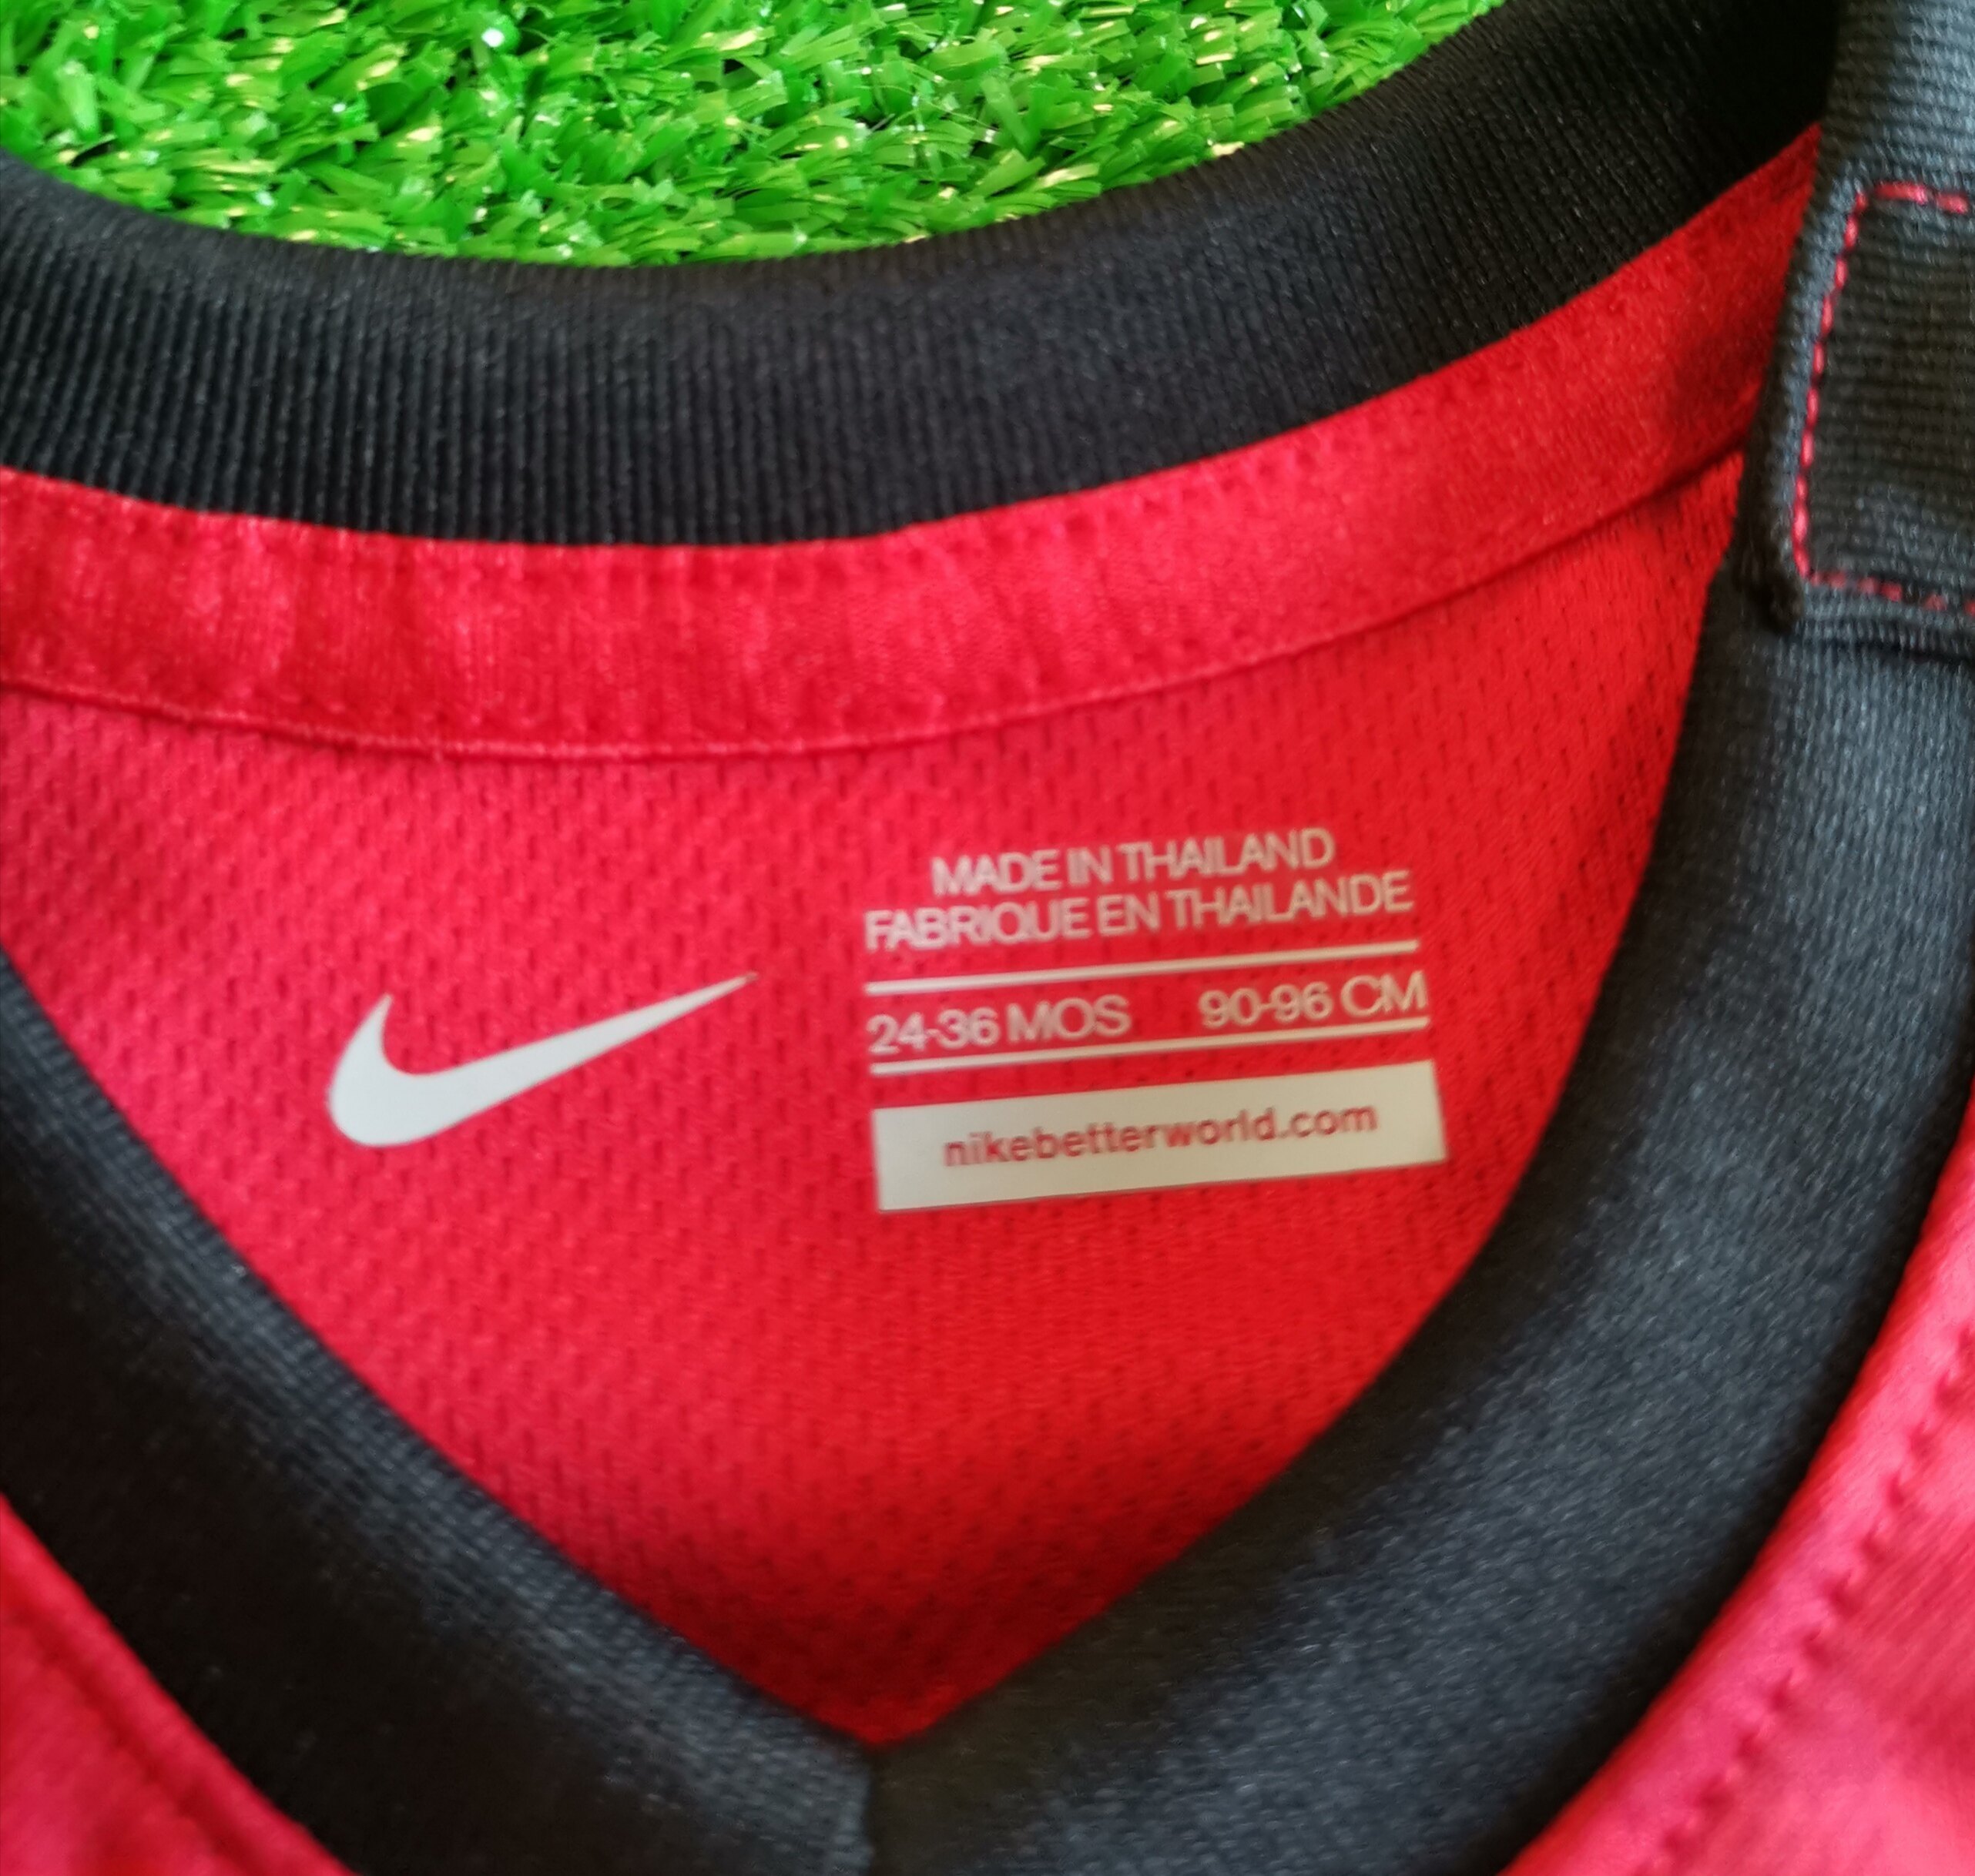 MADE IN THAILAND
FABRIQUE EN THAILANDE
24-36 MOS 90-96 CM
nikebetterworld.com